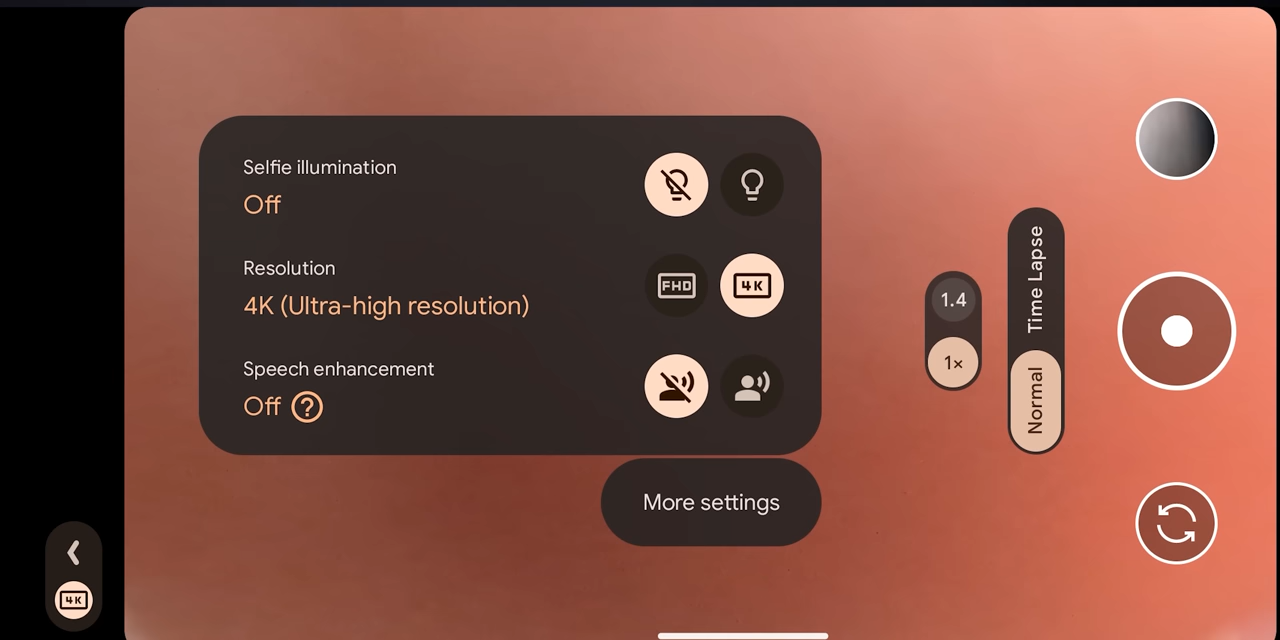 Selfie illumination
Off
Resolution
4K (Ultra-high resolution)
FHD
4K
Speech enhancement
Off ?
More settings
1.4
1×
Time Lapse
Normal
4K